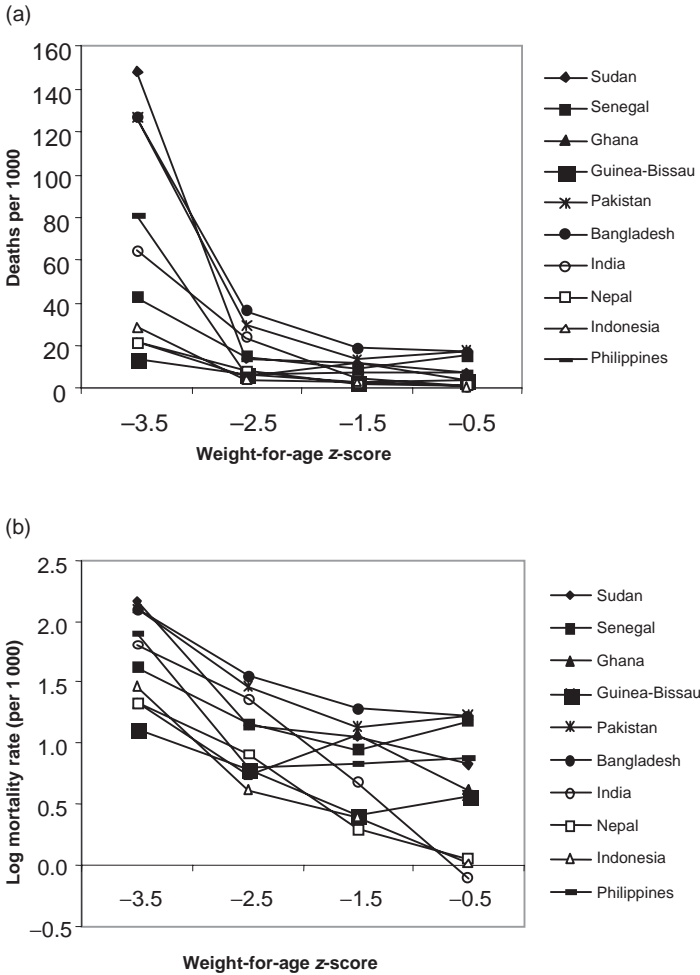 (a)
160
140
120
100
80
60
40
20
0
Deaths per 1000
−3.5 −2.5 −1.5 −0.5
Weight-for-age z-score
Sudan
Senegal
Ghana
Guinea-Bissau
Pakistan
Bangladesh
India
Nepal
Indonesia
Philippines
(b)
2.5
2.0
1.5
1.0
0.5
0.0
−0.5
Log mortality rate (per 1 000)
−3.5 −2.5 −1.5 −0.5
Weight-for-age z-score
Sudan
Senegal
Ghana
Guinea-Bissau
Pakistan
Bangladesh
India
Nepal
Indonesia
Philippines